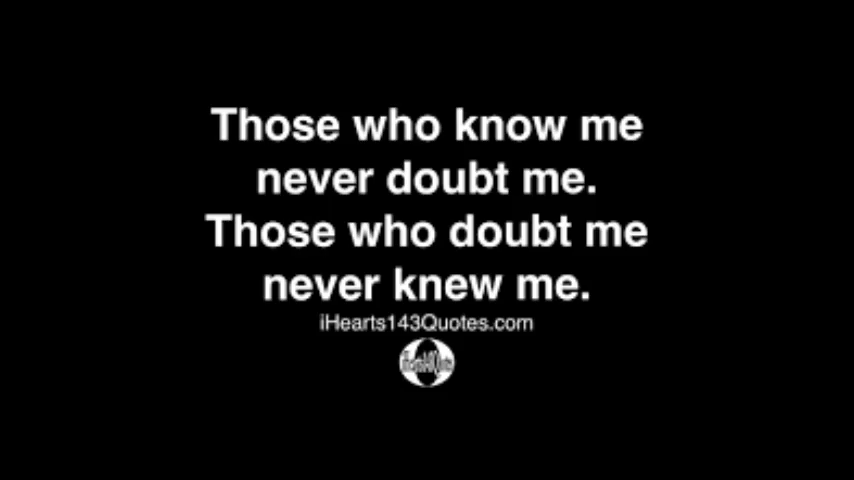 Those who know me
never doubt me.
Those who doubt me
never knew me.
iHearts143Quotes.com